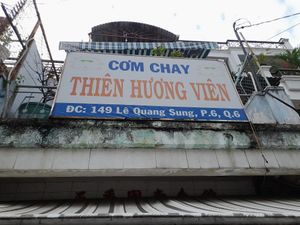 CƠM CHAY
THIÊN HƯƠNG VIÊN
ĐC: 149 Lê Quang Sung, P.6, Q.6